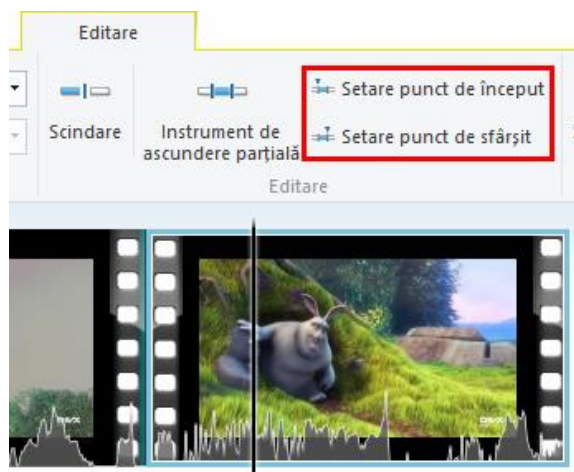 Editare
Scindare
Instrument de
ascundere parțială
Setare punct de început
Setare punct de sfârșit
Editare